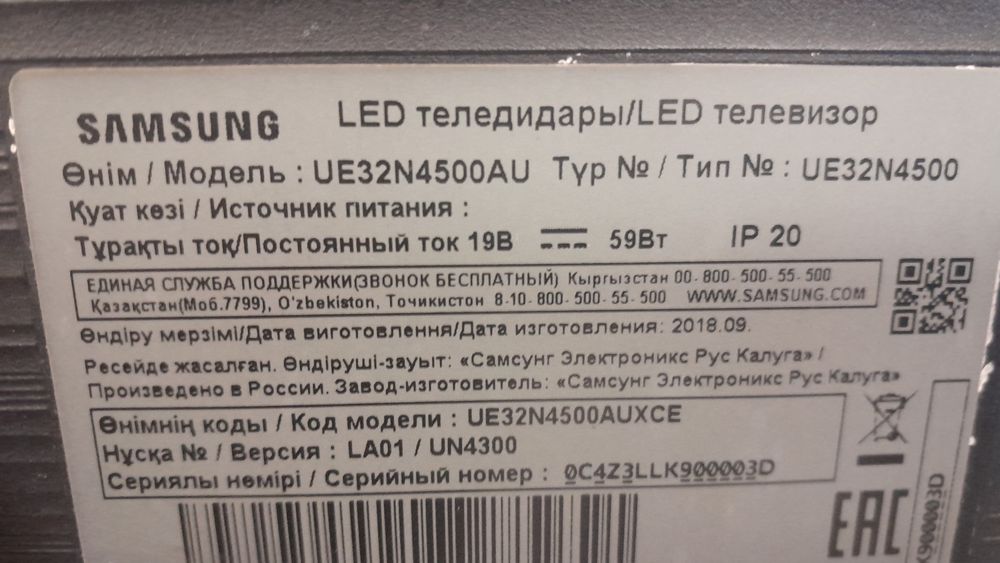 SAMSUNG LED теледидары/LED телевизор
Өнім / Модель : UE32N4500AU Түр № / Тип № : UE32N4500
Қуат көзі / Источник питания :
Тұрақты ток/Постоянный ток 19В 59Вт IP 20
ЕДИНАЯ СЛУЖБА ПОДДЕРЖКИ(ЗВОНОК БЕСПЛАТНЫЙ) Кыргызстан 00-800-500-55-500
Қазақстан(Моб.7799), O'zbekiston, Точикистон 8-10-800-500-55-500 WWW.SAMSUNG.COM
Өндіру мерзімі/Дата виготовлення/Дата изготовления: 2018.09.
Ресейде жасалған. Өндіруші-зауыт: «Самсунг Электроникс Рус Калуга» /
Произведено в России. Завод-изготовитель: «Самсунг Электроникс Рус Калуга»
Өнімнің коды / Код модели : UE32N4500AUXCE
Нұсқа № / Версия : LA01 / UN4300
Сериялы нөмірі / Серийный номер : 0C4Z3LLK900003D
EAC
K900003D